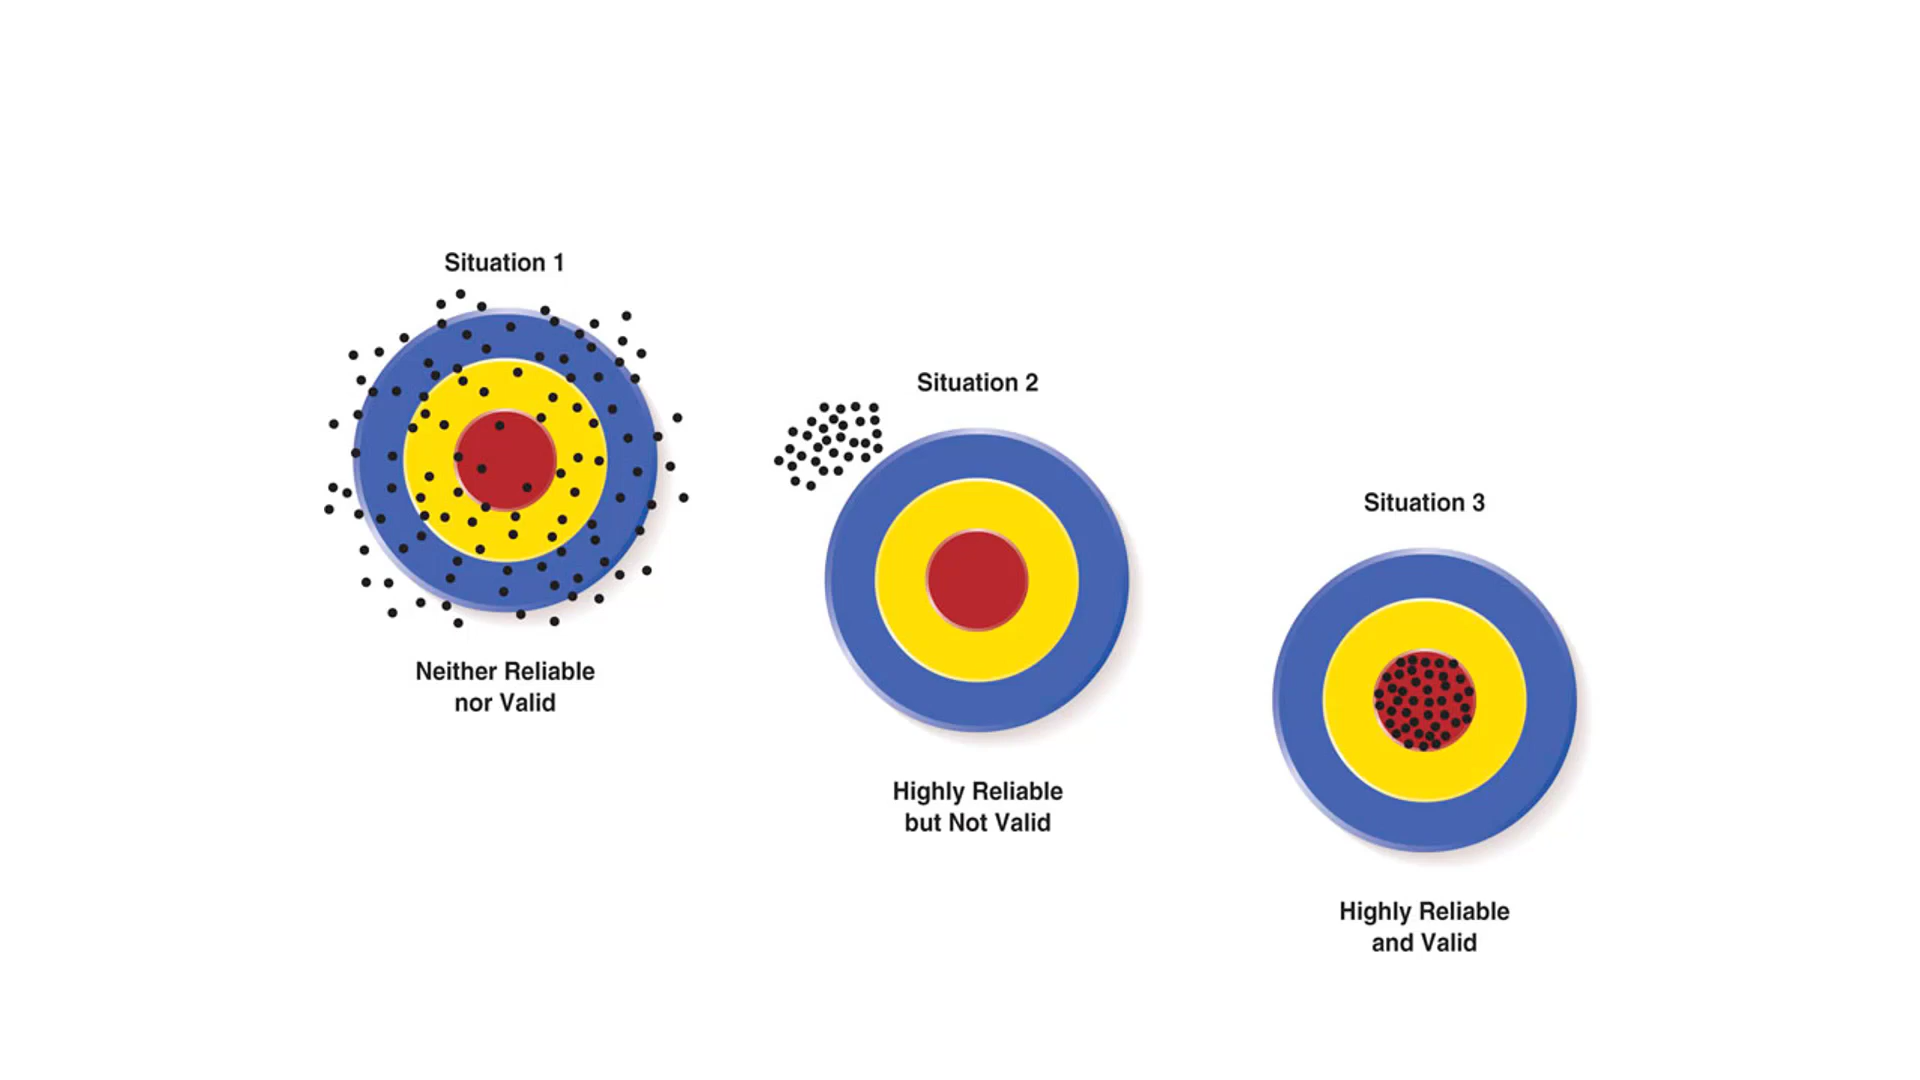 Situation 1
Neither Reliable
nor Valid
Situation 2
Highly Reliable
but Not Valid
Situation 3
Highly Reliable
and Valid